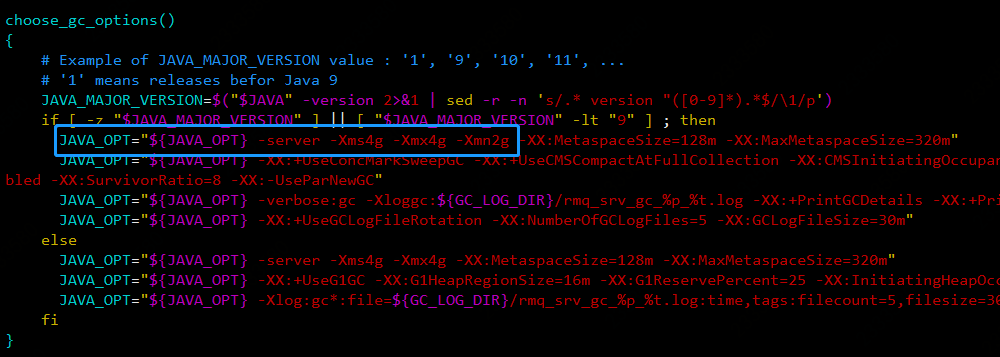 choose_gc_options()
{
    # Example of JAVA_MAJOR_VERSION value : '1', '9', '10', '11', ...
    # '1' means releases befor Java 9
    JAVA_MAJOR_VERSION=$("$JAVA" -version 2>&1 | sed -r -n 's/.* version "([0-9]*).*$/\1/p')
    if [ -z "$JAVA_MAJOR_VERSION" ] || [ "$JAVA_MAJOR_VERSION" -lt "9" ] ; then
      JAVA_OPT="${JAVA_OPT} -server -Xms4g -Xmx4g -Xmn2g -XX:MetaspaceSize=128m -XX:MaxMetaspaceSize=320m"
      JAVA_OPT="${JAVA_OPT} -XX:+UseConcMarkSweepGC -XX:+UseCMSCompactAtFullCollection -XX:CMSInitiatingOccupan
bled -XX:SurvivorRatio=8 -XX:-UseParNewGC"
      JAVA_OPT="${JAVA_OPT} -verbose:gc -Xloggc:${GC_LOG_DIR}/rmq_srv_gc_%p_%t.log -XX:+PrintGCDetails -XX:+Pri
      JAVA_OPT="${JAVA_OPT} -XX:+UseGCLogFileRotation -XX:NumberOfGCLogFiles=5 -XX:GCLogFileSize=30m"
    else
      JAVA_OPT="${JAVA_OPT} -server -Xms4g -Xmx4g -XX:MetaspaceSize=128m -XX:MaxMetaspaceSize=320m"
      JAVA_OPT="${JAVA_OPT} -XX:+UseG1GC -XX:G1HeapRegionSize=16m -XX:G1ReservePercent=25 -XX:InitiatingHeapOcc
      JAVA_OPT="${JAVA_OPT} -Xlog:gc*:file=${GC_LOG_DIR}/rmq_srv_gc_%p_%t.log:time,tags:filecount=5,filesize=30
    fi
}